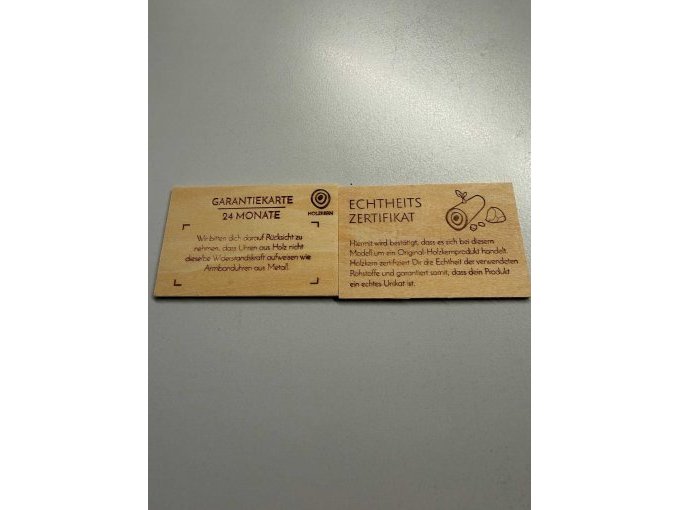 GARANTIEKARTE
24 MONATE
HOLZKERN
Wir bitten dich darauf Rücksicht zu
nehmen, dass Uhren aus Holz nicht
dieselbe Widerstandskraft aufweisen wie
Armbanduhren aus Metall.
ECHTHEITS
ZERTIFIKAT
Hiermit wird bestätigt, dass es sich bei diesem
Modell um ein Original-Holzkernprodukt handelt.
Holzkern zertifiziert Dir die Echtheit der verwendeten
Rohstoffe und garantiert somit, dass dein Produkt
ein echtes Unikat ist.